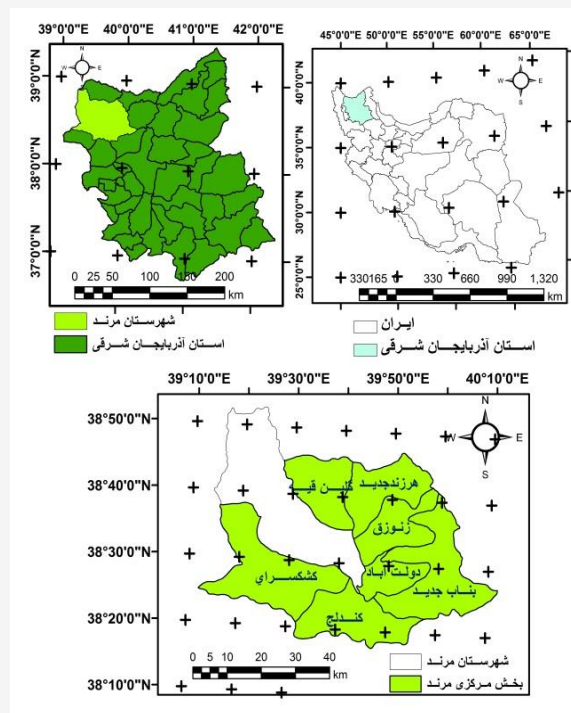 39°0'0"E 40°0'0"E 41°0'0"E 42°0'0"E
N
W E
S
39°0'0"N
38°0'0"N
37°0'0"N
0 25 50 100 150 200
km
شهرستان مرند
استان آذربایجان شرقی
45°0'0"E 50°0'0"E 55°0'0"E 60°0'0"E 65°0'0"E
N
W E
S
40°0'0"N
35°0'0"N
30°0'0"N
25°0'0"N
330165 0 330 660 990 1,320
km
ایران
استان آذربایجان شرقی
39°10'0"E 39°30'0"E 39°50'0"E 40°10'0"E
N
W E
S
38°50'0"N
38°40'0"N
38°30'0"N
38°20'0"N
38°10'0"N
هرزندجدید
گلین قیه
زنوزق
دولت آباد
کشکسرای
بناب جدید
کندلج
0 5 10 20 30 40
km
شهرستان مرند
بخش مرکزی مرند